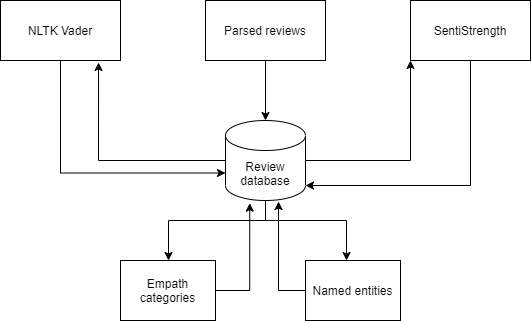 NLTK Vader
Parsed reviews
SentiStrength
Review
database
Empath
categories
Named entities